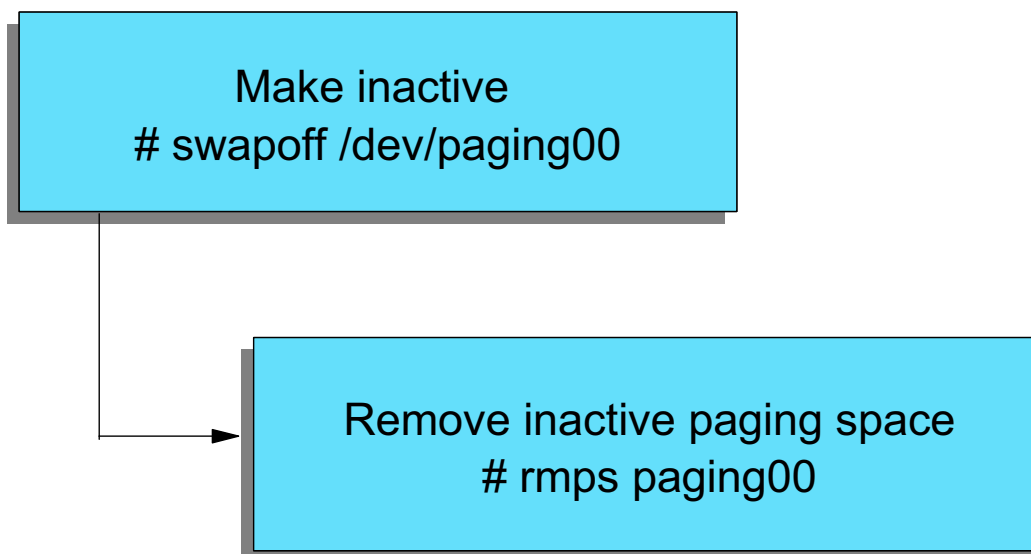 Make inactive
# swapoff /dev/paging00
Remove inactive paging space
# rmps paging00